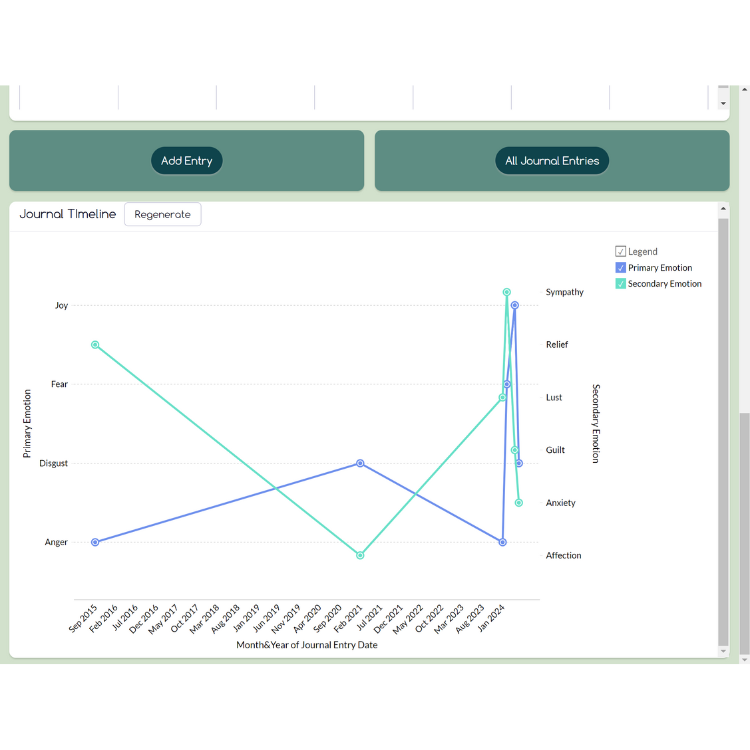 Add Entry
All Journal Entries
Journal TImeline
Regenerate
Legend
Primary Emotion
Secondary Emotion
Joy
Fear
Disgust
Anger
Primary Emotion
Sympathy
Relief
Lust
Guilt
Anxiety
Affection
Secondary Emotion
Sep 2015
Feb 2016
Jul 2016
Dec 2016
May 2017
Oct 2017
Mar 2018
Aug 2018
Jan 2019
Jun 2019
Nov 2019
Apr 2020
Sep 2020
Feb 2021
Jul 2021
Dec 2021
May 2022
Oct 2022
Mar 2023
Aug 2023
Jan 2024
Month&Year of Journal Entry Date